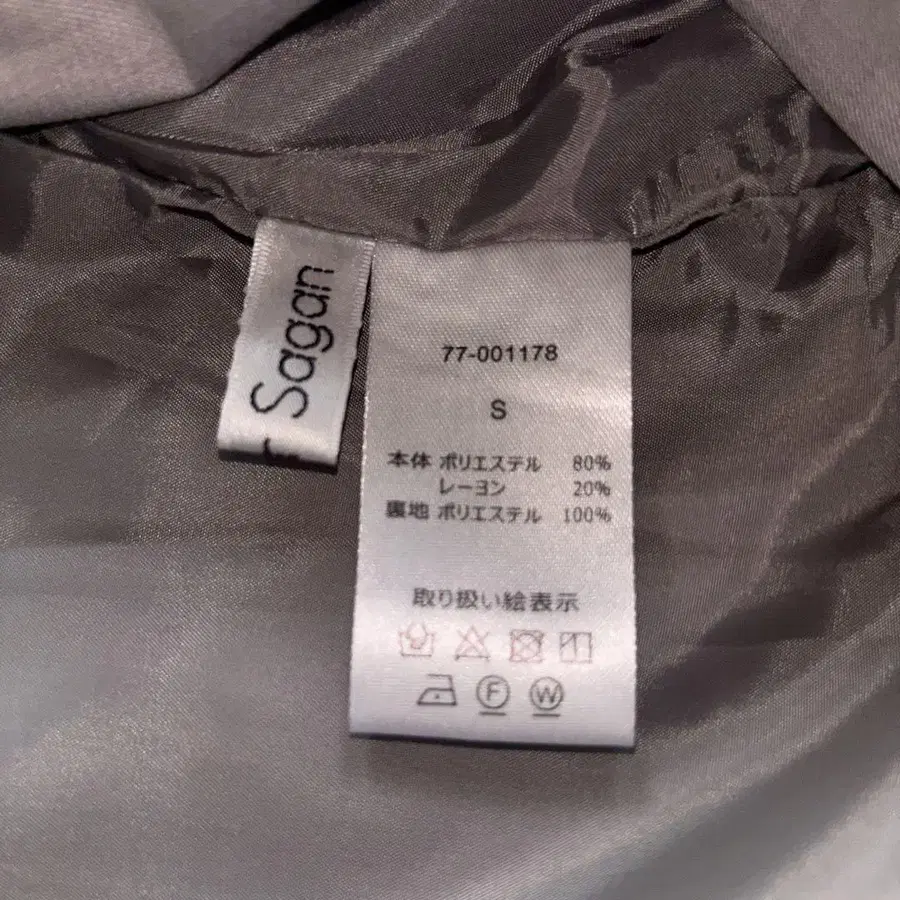 Sagan
77-001178
S
本体 ポリエステル 80%
レーヨン 20%
裏地 ポリエステル 100%
取り扱い絵表示
F W